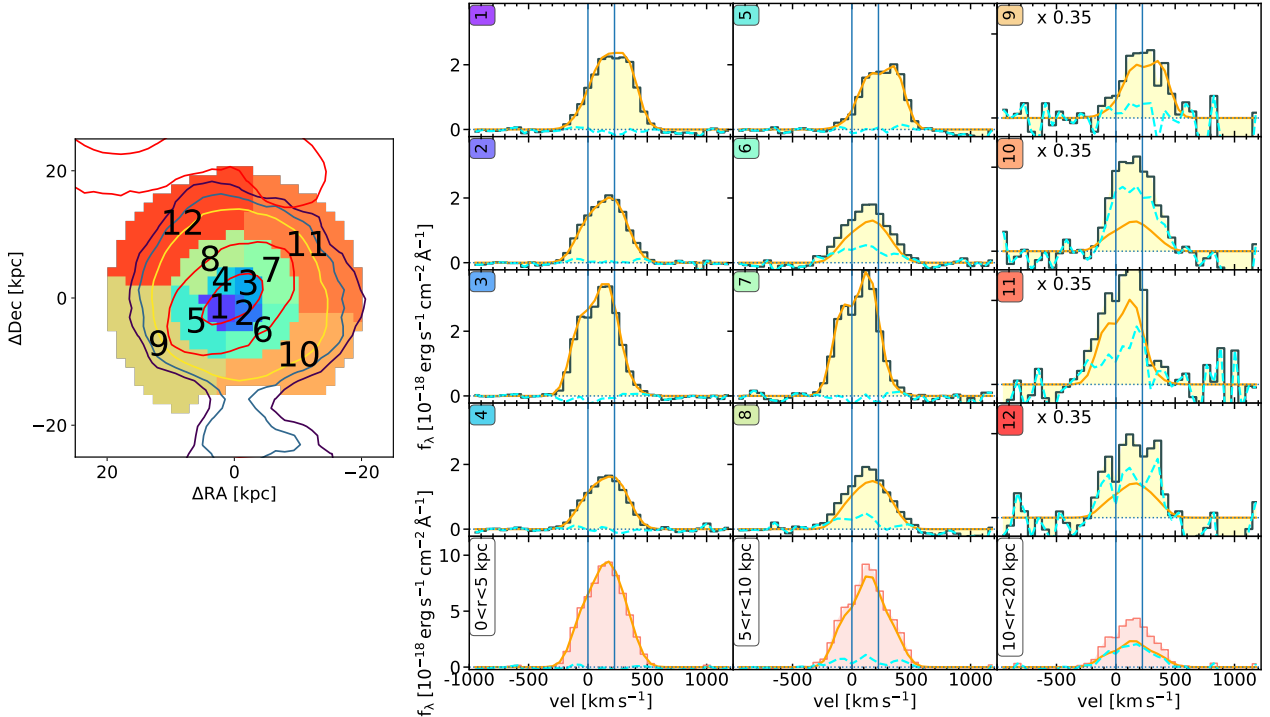 1
5
9
x 0.35
2
0
2
6
10
x 0.35
2
0
3
7
11
x 0.35
2
0
4
8
12
x 0.35
2
0
f_λ [10⁻¹⁸ erg s⁻¹ cm⁻² Å⁻¹]
0<r<5 kpc
5<r<10 kpc
10<r<20 kpc
10
5
0
f_λ [10⁻¹⁸ erg s⁻¹ cm⁻² Å⁻¹]
-1000 -500 0 500 1000
-500 0 500 1000
-500 0 500 1000
vel [km s⁻¹]
vel [km s⁻¹]
vel [km s⁻¹]
20
0
−20
ΔDec [kpc]
12
11
8
7
4
3
1
2
5
6
9
10
20 0 −20
ΔRA [kpc]